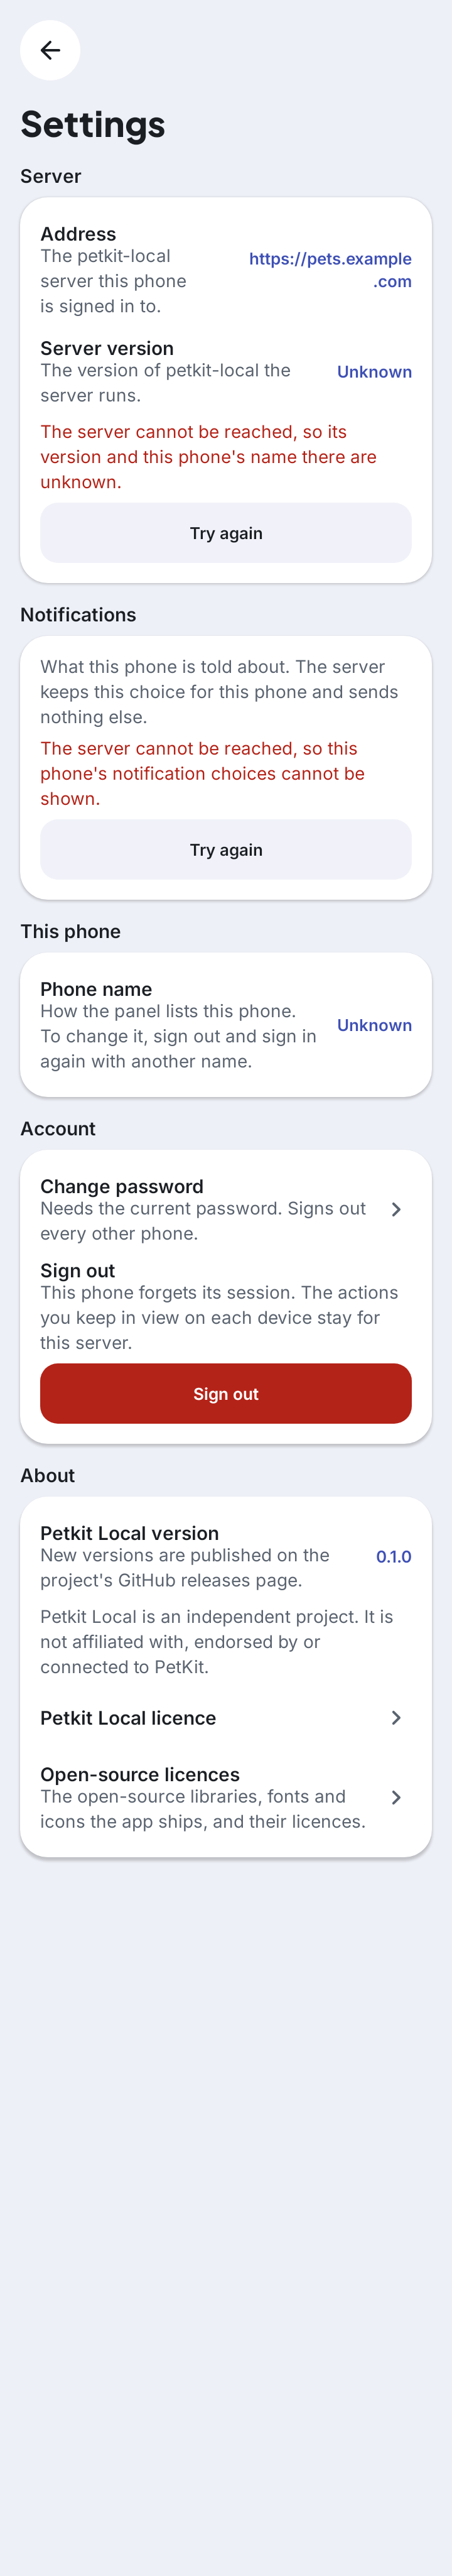 Settings
Server
Address
The petkit-local
server this phone
is signed in to.
https://pets.example
.com
Server version
The version of petkit-local the
server runs.
Unknown
The server cannot be reached, so its
version and this phone's name there are
unknown.
Try again
Notifications
What this phone is told about. The server
keeps this choice for this phone and sends
nothing else.
The server cannot be reached, so this
phone's notification choices cannot be
shown.
Try again
This phone
Phone name
How the panel lists this phone.
To change it, sign out and sign in
again with another name.
Unknown
Account
Change password
Needs the current password. Signs out
every other phone.
Sign out
This phone forgets its session. The actions
you keep in view on each device stay for
this server.
Sign out
About
Petkit Local version
New versions are published on the
project's GitHub releases page.
0.1.0
Petkit Local is an independent project. It is
not affiliated with, endorsed by or
connected to PetKit.
Petkit Local licence
Open-source licences
The open-source libraries, fonts and
icons the app ships, and their licences.